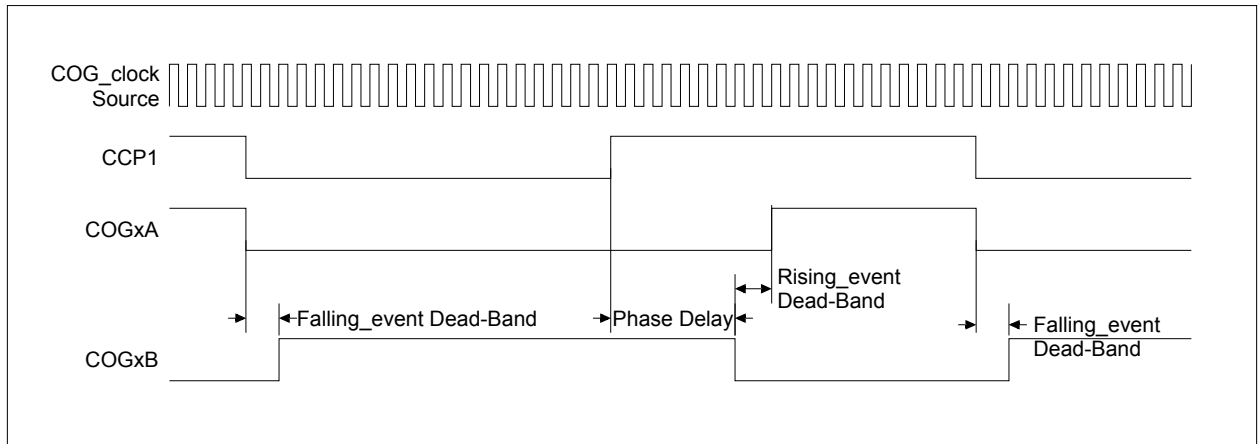 COG_clock
Source
CCP1
COGxA
Rising_event
Dead-Band
Falling_event Dead-Band
Phase Delay
Falling_event
Dead-Band
COGxB